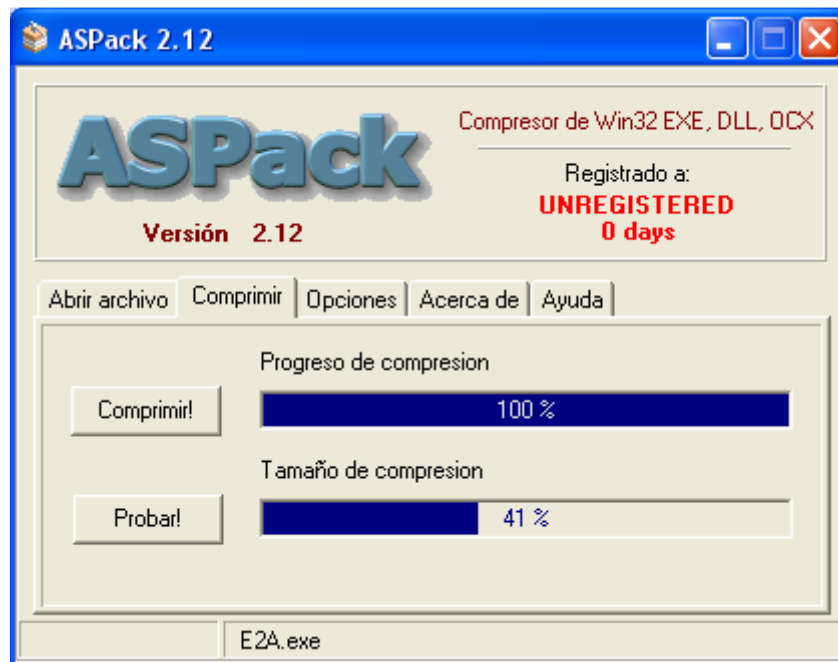 ASPack 2.12
ASPack
Versión 2.12
Compresor de Win32 EXE, DLL, OCX
Registrado a:
UNREGISTERED
0 days
Abrir archivo Comprimir Opciones Acerca de Ayuda
Progreso de compresion
Comprimir!
100 %
Tamaño de compresion
Probar!
41 %
E2A.exe